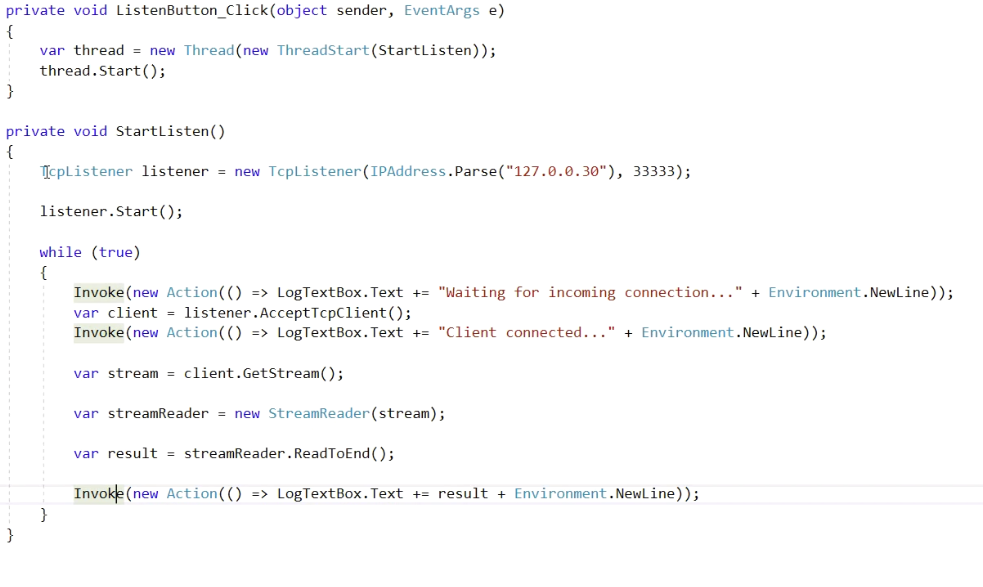 private void ListenButton_Click(object sender, EventArgs e)
{
    var thread = new Thread(new ThreadStart(StartListen));
    thread.Start();
}
private void StartListen()
{
    TcpListener listener = new TcpListener(IPAddress.Parse("127.0.0.30"), 33333);
    listener.Start();
    while (true)
    {
        Invoke(new Action(() => LogTextBox.Text += "Waiting for incoming connection..." + Environment.NewLine));
        var client = listener.AcceptTcpClient();
        Invoke(new Action(() => LogTextBox.Text += "Client connected..." + Environment.NewLine));
        var stream = client.GetStream();
        var streamReader = new StreamReader(stream);
        var result = streamReader.ReadToEnd();
        Invoke(new Action(() => LogTextBox.Text += result + Environment.NewLine));
    }
}